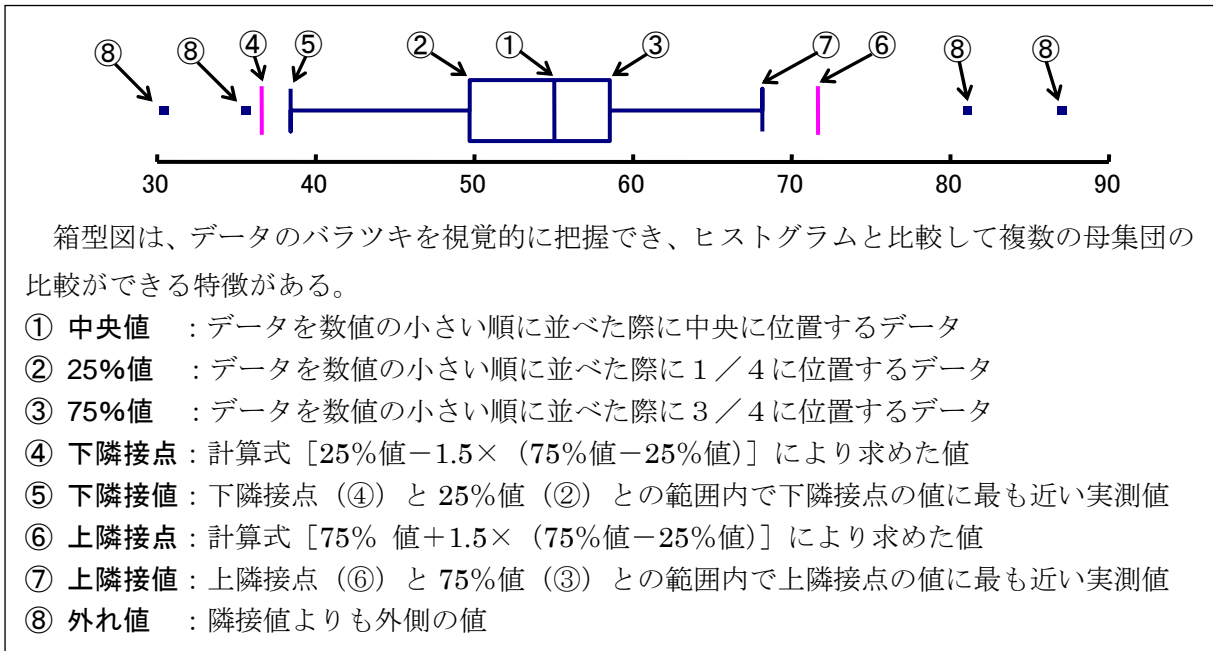 ⑧ ⑧ ④ ⑤ ② ① ③ ⑦ ⑥ ⑧ ⑧
30 40 50 60 70 80 90
箱型図は、データのバラツキを視覚的に把握でき、ヒストグラムと比較して複数の母集団の
比較ができる特徴がある。
① 中央値 ：データを数値の小さい順に並べた際に中央に位置するデータ
② 25%値 ：データを数値の小さい順に並べた際に１／４に位置するデータ
③ 75%値 ：データを数値の小さい順に並べた際に３／４に位置するデータ
④ 下隣接点：計算式［25%値－1.5×（75%値－25%値)］により求めた値
⑤ 下隣接値：下隣接点（④）と 25%値（②）との範囲内で下隣接点の値に最も近い実測値
⑥ 上隣接点：計算式［75% 値＋1.5×（75%値－25%値)］により求めた値
⑦ 上隣接値：上隣接点（⑥）と 75%値（③）との範囲内で上隣接点の値に最も近い実測値
⑧ 外れ値 ：隣接値よりも外側の値